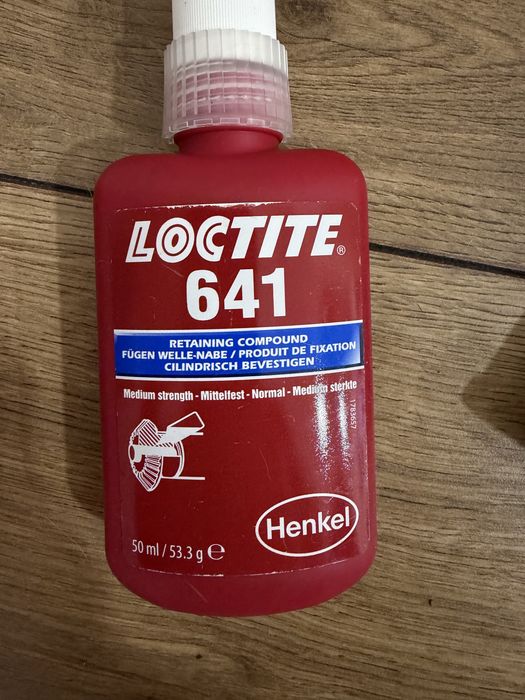 LOCTITE®
641
RETAINING COMPOUND
FÜGEN WELLE-NABE / PRODUIT DE FIXATION
CILINDRISCH BEVESTIGEN
Medium strength - Mittelfest - Normal - Medium sterkte
1783657
Henkel
50 ml / 53.3 g ℮